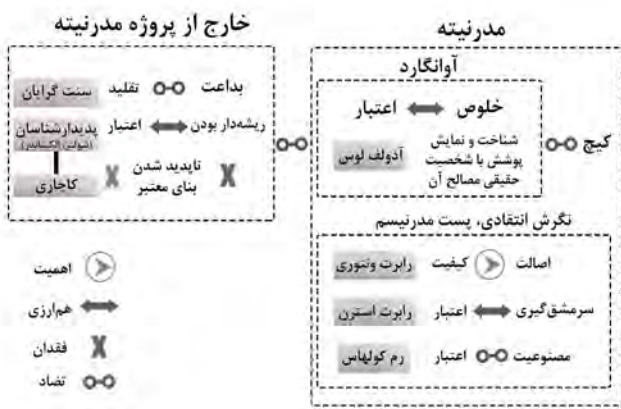 مدرنیته
آوانگارد
خلوص اعتبار
شناخت و نمایش
پوشش با شخصیت
حقیقی مصالح آن
آدولف لوس
کیچ
نگرش انتقادی، پست مدرنیسم
اصالت کیفیت رابرت ونتوری
سرمشق‌گیری اعتبار رابرت استرن
مصنوعیت اعتبار رم کولهاس
خارج از پروژه مدرنیته
بداعت تقلید سنت گرایان
ریشه‌دار بودن اعتبار پدیدارشناسان
ناپدید شدن
بنای معتبر
کاجاری
اهمیت
هم‌ارزی
فقدان
تضاد